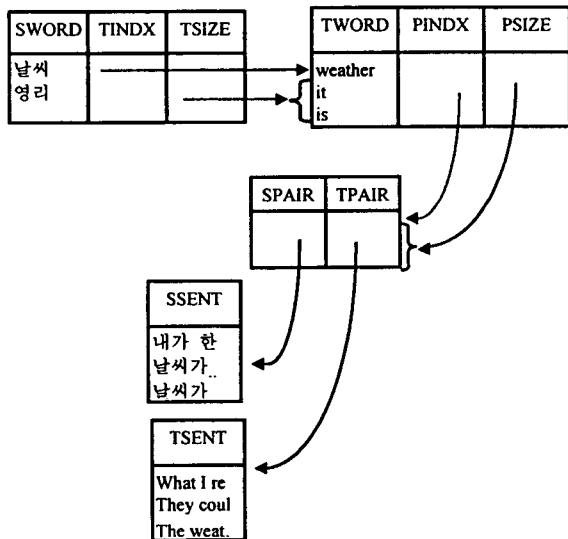 SWORD TINDX TSIZE
날씨
영리
TWORD PINDX PSIZE
weather
it
is
SPAIR TPAIR
SSENT
내가 한
날씨가..
남씨가
TSENT
What I re
They coul
The weat.